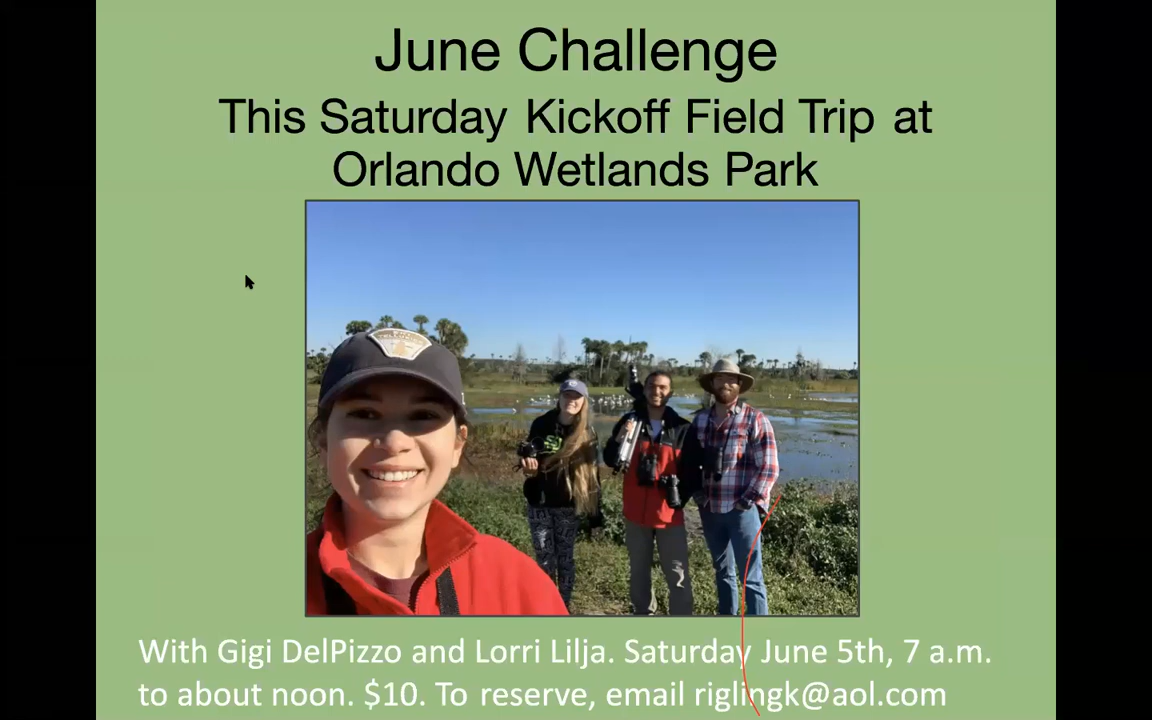 June Challenge
This Saturday Kickoff Field Trip at
Orlando Wetlands Park
With Gigi DelPizzo and Lorri Lilja. Saturday June 5th, 7 a.m.
to about noon. $10. To reserve, email riglingk@aol.com